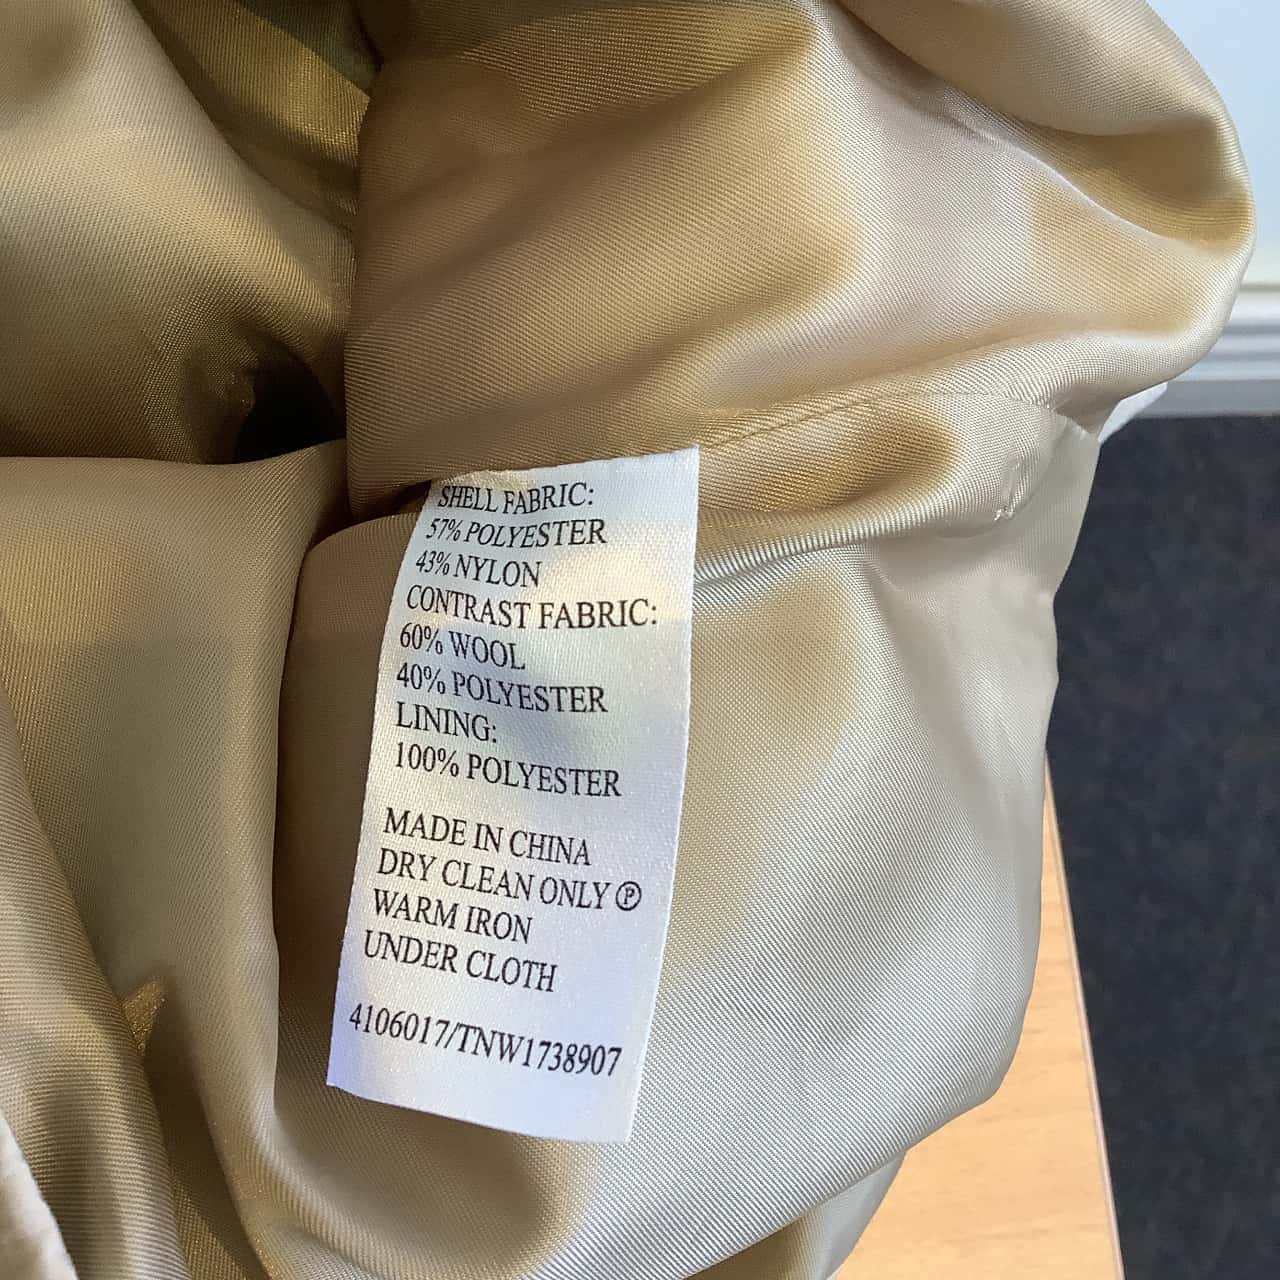 SHELL FABRIC:
57% POLYESTER
43% NYLON
CONTRAST FABRIC:
60% WOOL
40% POLYESTER
LINING:
100% POLYESTER
MADE IN CHINA
DRY CLEAN ONLY Ⓟ
WARM IRON
UNDER CLOTH
4106017/TNW1738907